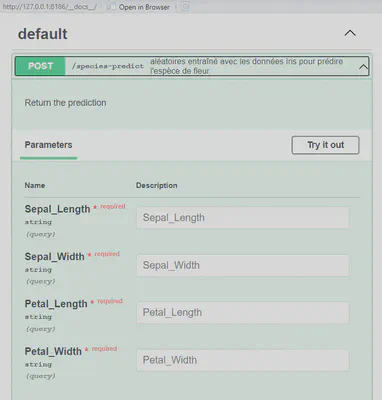 http://127.0.0.1:8186/__docs__/ Open in Browser
default
POST /species-predict aléatoires entraîné avec les données iris pour prédire
l'espèce de fleur
Return the prediction
Parameters Try it out
Name Description
Sepal_Length * required Sepal_Length
string
(query)
Sepal_Width * required Sepal_Width
string
(query)
Petal_Length * required Petal_Length
string
(query)
Petal_Width * required Petal_Width
string
(query)